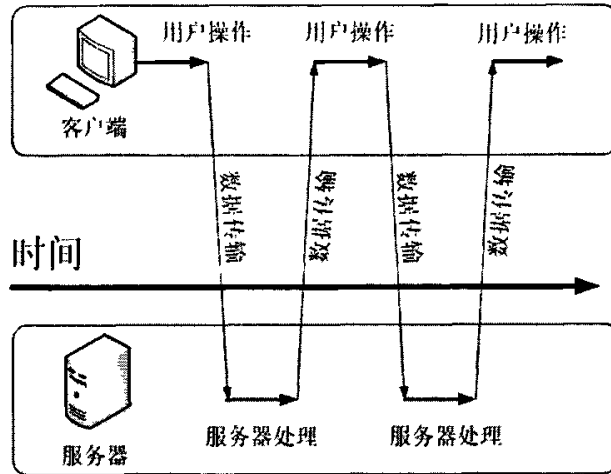 用户操作 用户操作 用户操作
客户端
数据传输 数据传输 数据传输 数据传输
时间
服务器处理 服务器处理
服务器